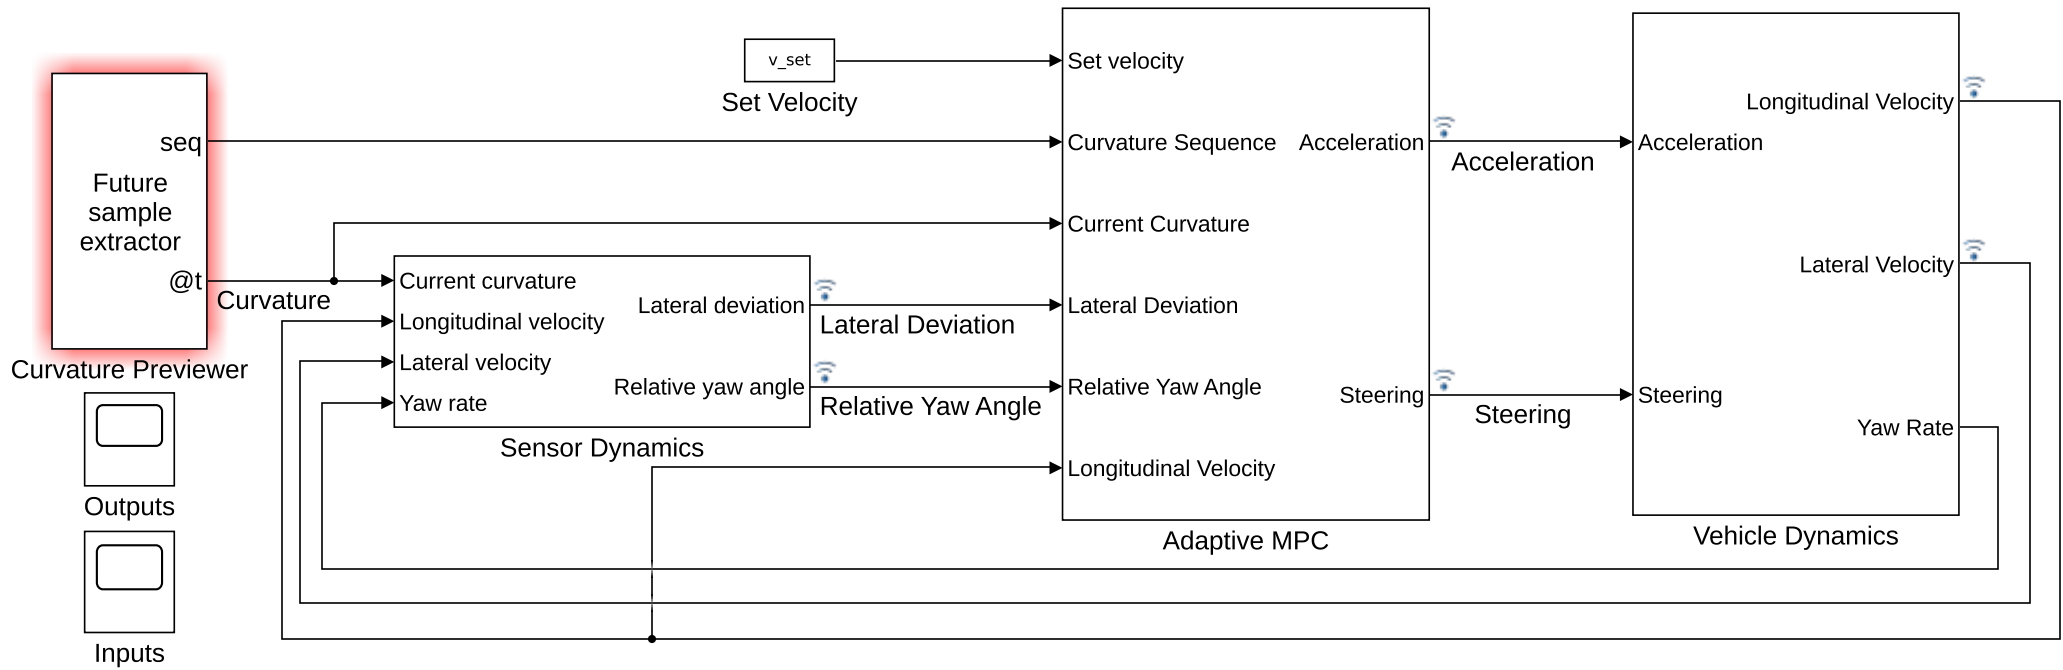 seq
Future
sample
extractor
@t
Curvature
Curvature Previewer
Outputs
Inputs
v_set
Set Velocity
Current curvature
Longitudinal velocity
Lateral velocity
Yaw rate
Lateral deviation
Relative yaw angle
Sensor Dynamics
Lateral Deviation
Relative Yaw Angle
Set velocity
Curvature Sequence
Current Curvature
Lateral Deviation
Relative Yaw Angle
Longitudinal Velocity
Acceleration
Steering
Adaptive MPC
Acceleration
Steering
Acceleration
Steering
Longitudinal Velocity
Lateral Velocity
Yaw Rate
Vehicle Dynamics